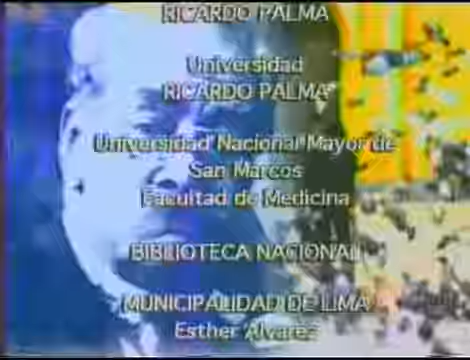 RICARDO PALMA
Universidad
RICARDO PALMA
Universidad Nacional Mayor de
San Marcos
Facultad de Medicina
BIBLIOTECA NACIONAL
MUNICIPALIDAD DE LIMA
Esther Alvarez